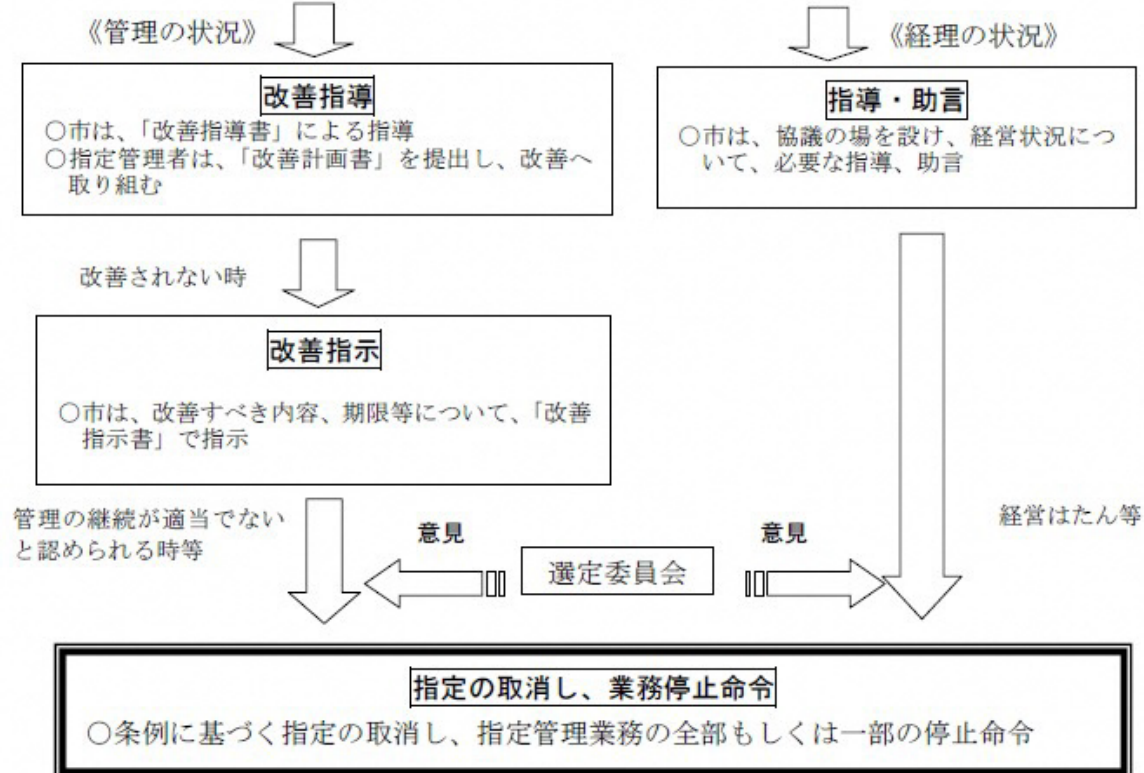 《管理の状況》
《経理の状況》
改善指導
○市は、「改善指導書」による指導
○指定管理者は、「改善計画書」を提出し、改善へ
取り組む
指導・助言
○市は、協議の場を設け、経営状況につ
いて、必要な指導、助言
改善されない時
改善指示
○市は、改善すべき内容、期限等について、「改善
指示書」で指示
管理の継続が適当でない
と認められる時等
意見
選定委員会
意見
経営はたん等
指定の取消し、業務停止命令
○条例に基づく指定の取消し、指定管理業務の全部もしくは一部の停止命令